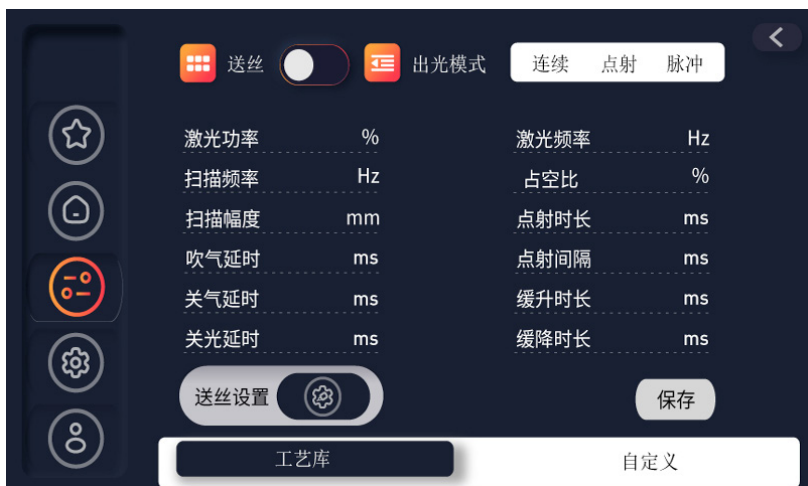 送丝 出光模式 连续 点射 脉冲
激光功率 % 激光频率 Hz
扫描频率 Hz 占空比 %
扫描幅度 mm 点射时长 ms
吹气延时 ms 点射间隔 ms
关气延时 ms 缓升时长 ms
关光延时 ms 缓降时长 ms
送丝设置 保存
工艺库 自定义